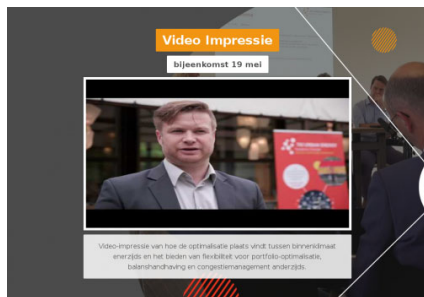 Video Impressie
bijeenkomst 19 mei
Video-impressie van hoe de optimalisatie plaats vindt tussen binnenklimaat
enerzijds en het bieden van flexibiliteit voor portfolio-optimalisatie,
balanshandhaving en congestiemanagement anderzijds.